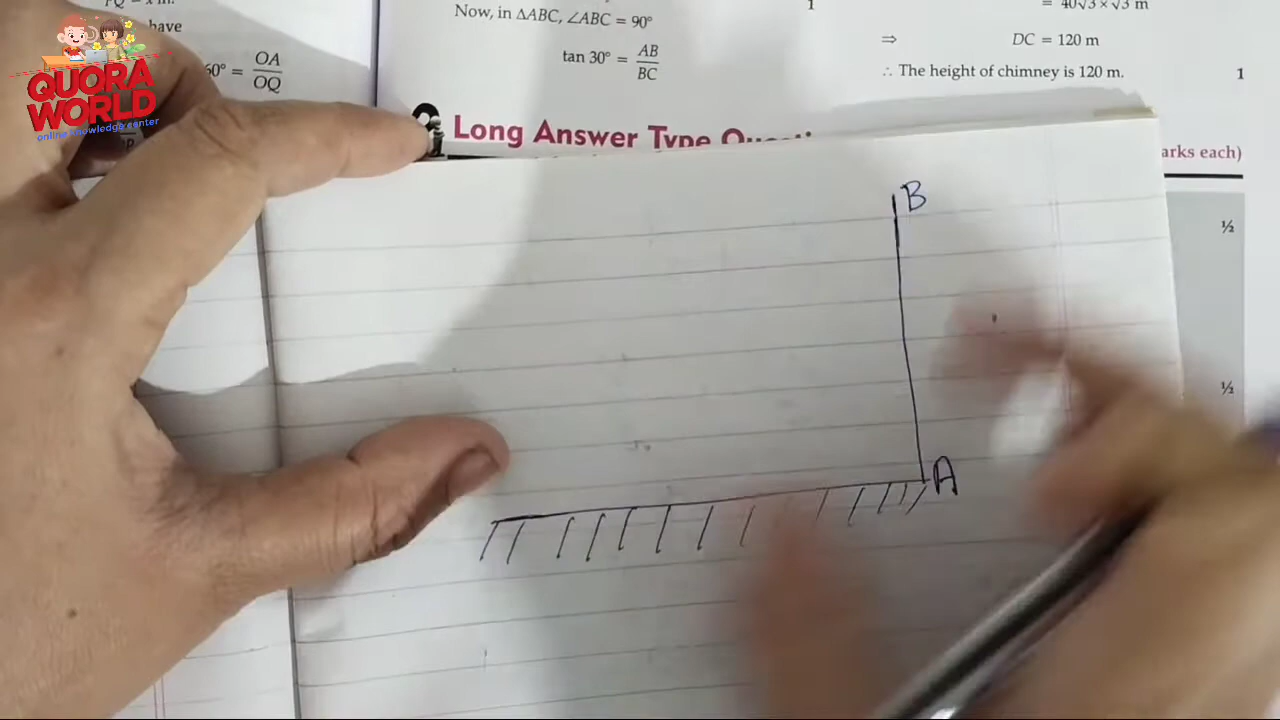 have
60° = OA
OQ
Now, in ΔABC, ∠ABC = 90°
tan 30° = AB
BC
1
= 40√3 × √3 m
⇒ DC = 120 m
∴ The height of chimney is 120 m.
1
Long Answer Type
arks each)
½
½
B
A
QUORA
WORLD
online knowledge center